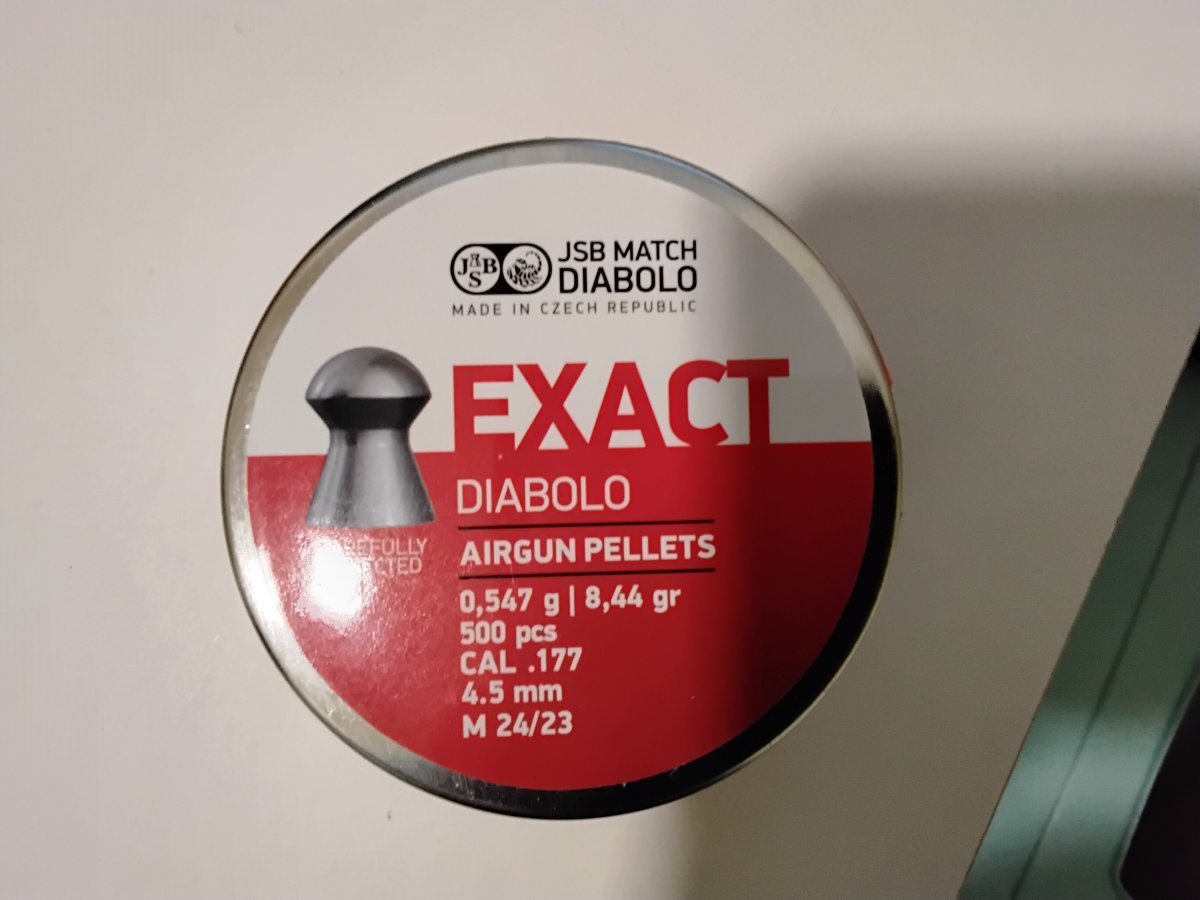 JSB
JSB MATCH
DIABOLO
MADE IN CZECH REPUBLIC
EXACT
DIABOLO
AIRGUN PELLETS
0,547 g | 8,44 gr
500 pcs
CAL .177
4.5 mm
M 24/23